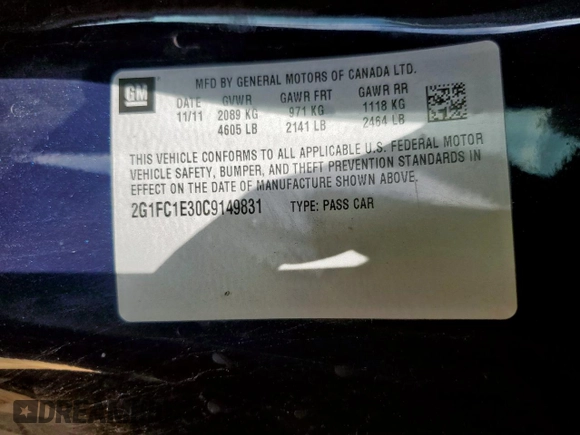 GM
MFD BY GENERAL MOTORS OF CANADA LTD.
DATE GVWR GAWR FRT GAWR RR
11/11 2089 KG 971 KG 1118 KG
4605 LB 2141 LB 2464 LB
THIS VEHICLE CONFORMS TO ALL APPLICABLE U.S. FEDERAL MOTOR
VEHICLE SAFETY, BUMPER, AND THEFT PREVENTION STANDARDS IN
EFFECT ON THE DATE OF MANUFACTURE SHOWN ABOVE.
2G1FC1E30C9149831 TYPE: PASS CAR